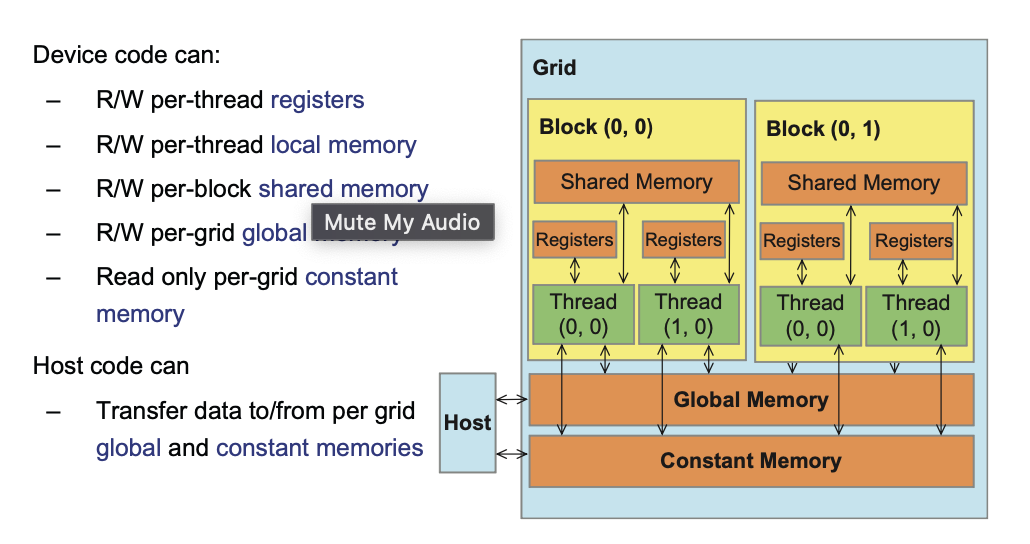 Device code can:
– R/W per-thread registers
– R/W per-thread local memory
– R/W per-block shared memory
– R/W per-grid global
Mute My Audio
– Read only per-grid constant
memory
Host code can
– Transfer data to/from per grid
global and constant memories
Grid
Block (0, 0)
Shared Memory
Registers
Registers
Thread
(0, 0)
Thread
(1, 0)
Block (0, 1)
Shared Memory
Registers
Registers
Thread
(0, 0)
Thread
(1, 0)
Host
Global Memory
Constant Memory